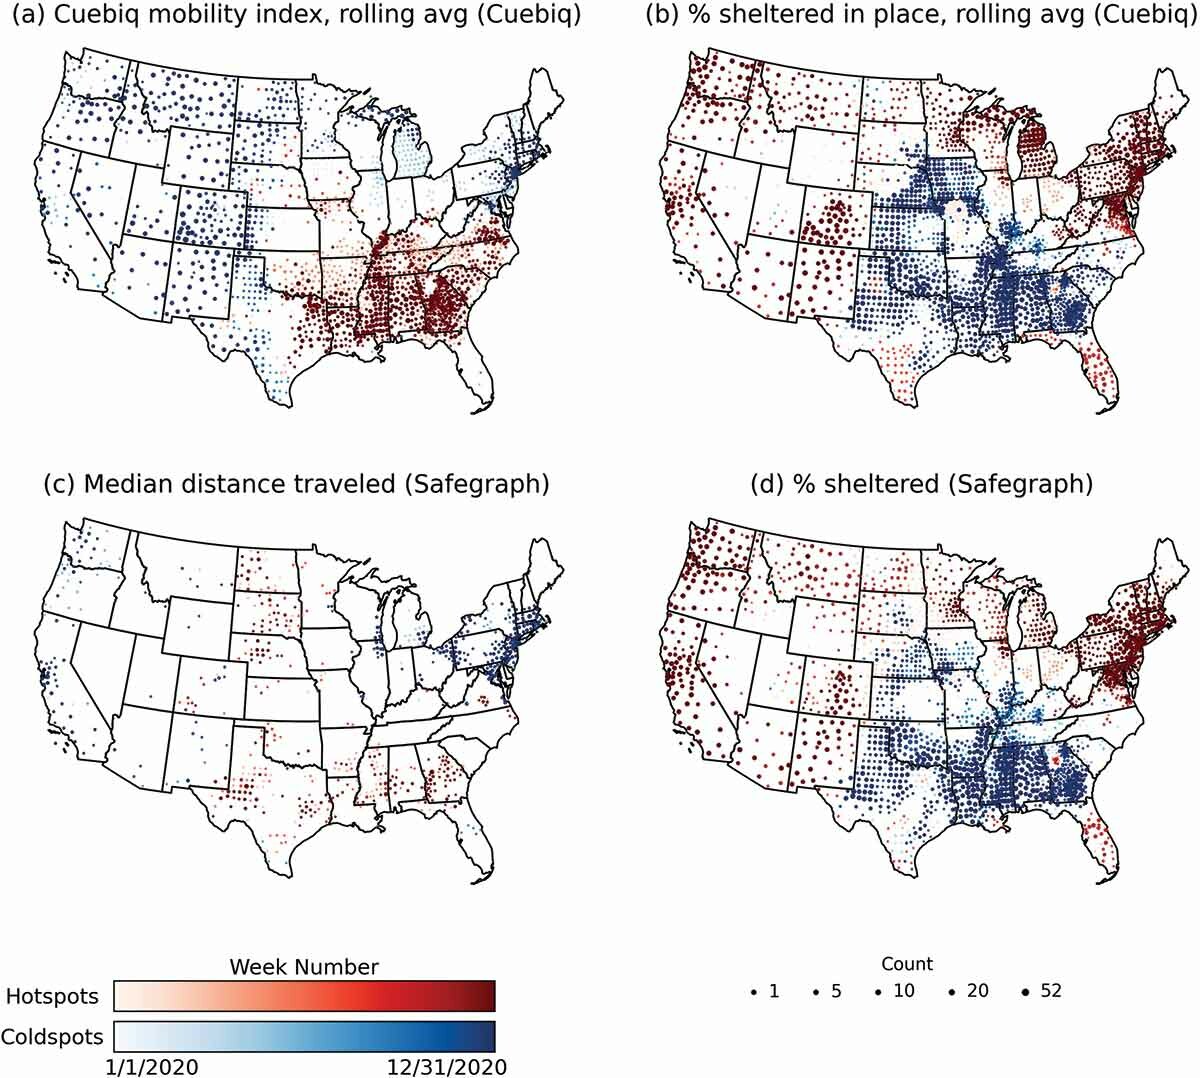 (a) Cuebiq mobility index, rolling avg (Cuebiq)
(b) % sheltered in place, rolling avg (Cuebiq)
(c) Median distance traveled (Safegraph)
(d) % sheltered (Safegraph)
Week Number
Hotspots
Coldspots
1/1/2020
12/31/2020
Count
1
5
10
20
52